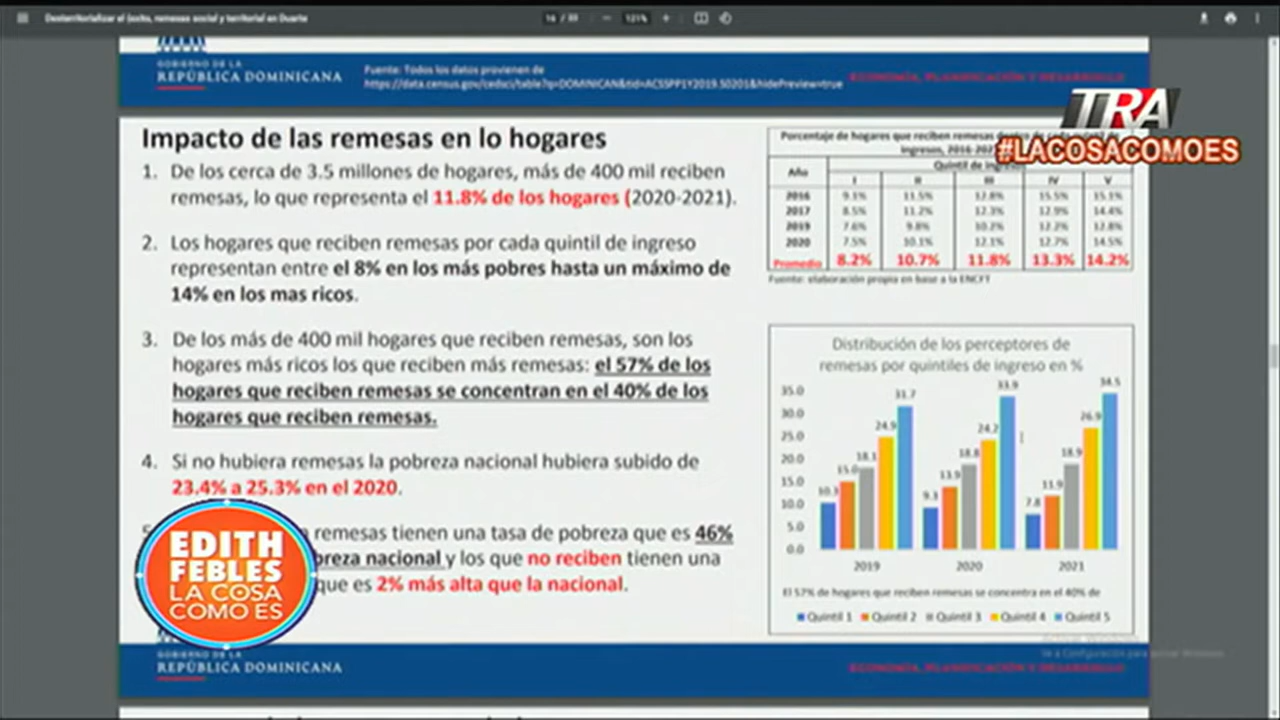 Desterritorializar el éxito, remesas social y territorial en Duarte
121%
GOBIERNO DE LA
REPÚBLICA DOMINICANA
Fuente: Todos los datos provienen de
https://data.census.gov/cedsci/table?q=DOMINICAN&tid=ACSSPP1Y2019.S0201&hidePreview=true
ECONOMÍA, PLANIFICACIÓN Y DESARROLLO
TRA
#LACOSACOMOES
Impacto de las remesas en lo hogares
1. De los cerca de 3.5 millones de hogares, más de 400 mil reciben
remesas, lo que representa el 11.8% de los hogares (2020-2021).
2. Los hogares que reciben remesas por cada quintil de ingreso
representan entre el 8% en los más pobres hasta un máximo de
14% en los mas ricos.
3. De los más de 400 mil hogares que reciben remesas, son los
hogares más ricos los que reciben más remesas: el 57% de los
hogares que reciben remesas se concentran en el 40% de los
hogares que reciben remesas.
4. Si no hubiera remesas la pobreza nacional hubiera subido de
23.4% a 25.3% en el 2020.
remesas tienen una tasa de pobreza que es 46%
breza nacional y los que no reciben tienen una
que es 2% más alta que la nacional.
EDITH
FEBLES
LA COSA
COMO ES
Porcentaje de hogares que reciben remesas
ingresos, 2016-202
Año Quintil de ingresos
I II III IV V
2016 9.1% 11.5% 12.8% 15.5% 15.1%
2017 8.5% 11.2% 12.3% 12.9% 14.4%
2019 7.6% 9.8% 10.2% 12.2% 12.8%
2020 7.5% 10.1% 12.1% 12.7% 14.5%
Promedio 8.2% 10.7% 11.8% 13.3% 14.2%
Fuente: elaboración propia en base a la ENCFT
Distribución de los perceptores de
remesas por quintiles de ingreso en %
35.0
30.0
25.0
20.0
15.0
10.0
5.0
0.0
10.3 15.0 18.1 24.9 31.7
9.3 13.9 18.8 24.2 33.9
7.8 11.9 18.9 26.9 34.5
2019 2020 2021
El 57% de hogares que reciben remesas se concentra en el 40% de
Quintil 1 Quintil 2 Quintil 3 Quintil 4 Quintil 5
GOBIERNO DE LA
REPÚBLICA DOMINICANA
ECONOMÍA, PLANIFICACIÓN Y DESARROLLO
Activar Windows
Ve a Configuración para activar Windows.